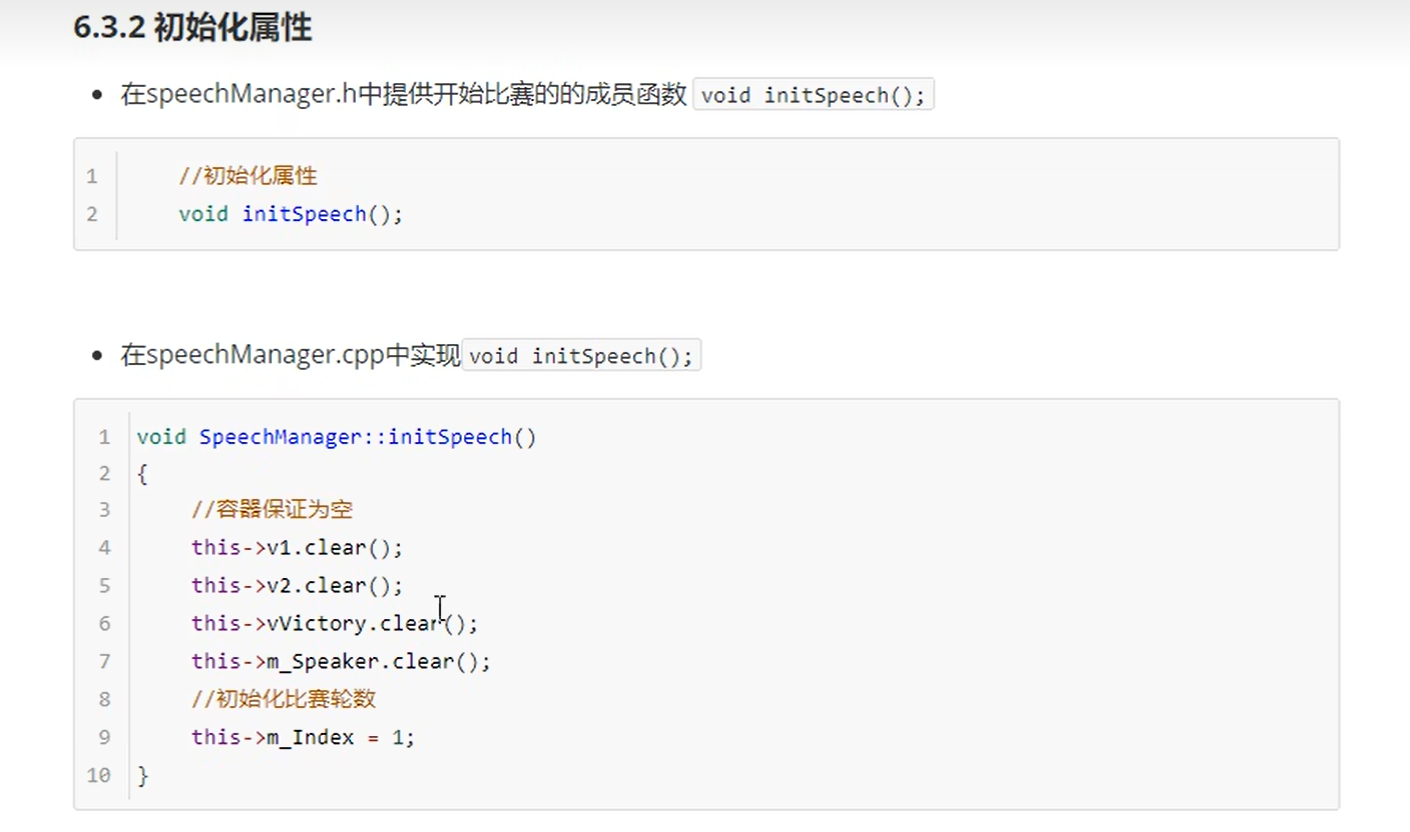 6.3.2 初始化属性
在speechManager.h中提供开始比赛的的成员函数 void initSpeech();
1 //初始化属性
2 void initSpeech();
在speechManager.cpp中实现 void initSpeech();
1 void SpeechManager::initSpeech()
2 {
3 //容器保证为空
4 this->v1.clear();
5 this->v2.clear();
6 this->vVictory.clear();
7 this->m_Speaker.clear();
8 //初始化比赛轮数
9 this->m_Index = 1;
10 }